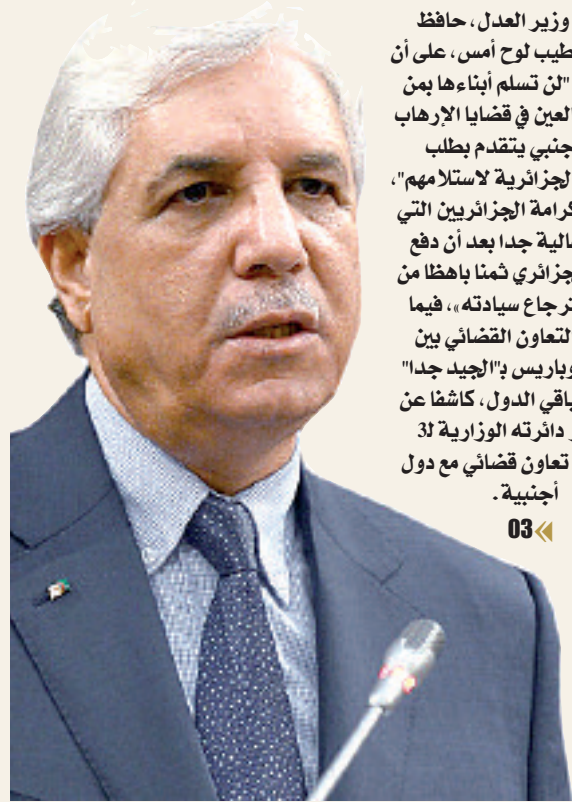 وزير العدل، حافظ
طيب لوح أمس، على أن
"لن تسلم أبناءها بمن
العين في قضايا الإرهاب
جنبي يتقدم بطلب
لجزائرية لاستلامهم"،
كرامة الجزائريين التي
الية جدا بعد أن دفع
جزائري ثمنا باهظا من
ترجاع سيادته»، فيما
لتعاون القضائي بين
وباريس بـ"الجيد جدا"
باقي الدول، كاشفا عن
دائرته الوزارية لـ3
تعاون قضائي مع دول
أجنبية.
03